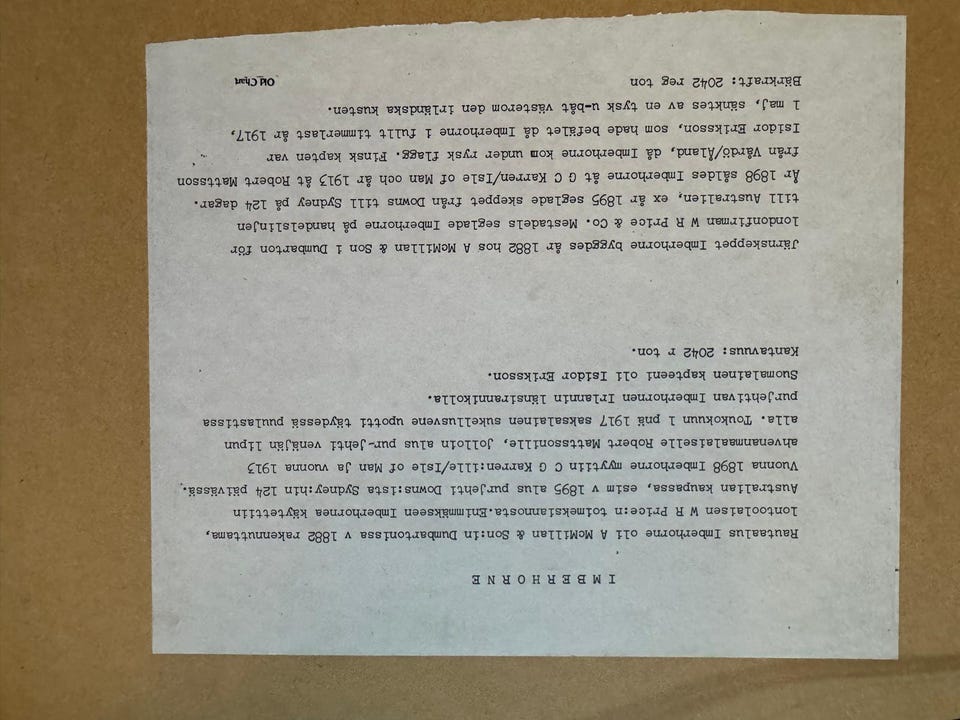 IMBERHORNE
Rautaalus Imberhorne oli A McMillan & Son:in Dumbartonissa v 1882 rakennuttama,
lontoolaisen W R Price:n toimeksiannosta.Enimmäkseen Imberhornea käytettiin
Australian kaupassa, esim v 1895 alus purjehti Downs:ista Sydney:hin 124 päivässä.
Vuonna 1898 Imberhorne myytiin C G Karren:ille/Isle of Man ja vuonna 1913
ahvenanmaalaiselle Robert Mattssonille, jolloin alus pur-jehti venäjän lipun
alla. Toukokuun 1 pnä 1917 saksalainen sukellusvene upotti täydessä puulastissa
purjehtivan Imberhornen Irlannin länsirannikolla.
Suomalainen kapteeni oli Isidor Eriksson.
Kantavuus: 2042 r ton.
Järnskeppet Imberhorne byggdes år 1882 hos A McMillan & Son i Dumbarton för
londonfirman W R Price & Co. Mestadels seglade Imberhorne på handelslinjen
till Australien, ex år 1895 seglade skeppet från Downs till Sydney på 124 dagar.
År 1898 såldes Imberhorne åt C G Karren/Isle of Man och år 1913 åt Robert Mattsson
från Vårdö/Åland, då Imberhorne kom under rysk flagg. Finsk kapten var
Isidor Eriksson, som hade befälet då Imberhorne i fullt timmerlast år 1917,
1 maj, sänktes av en tysk u-båt västerom den irländska kusten.
Bärkraft: 2042 reg ton
Old Chart